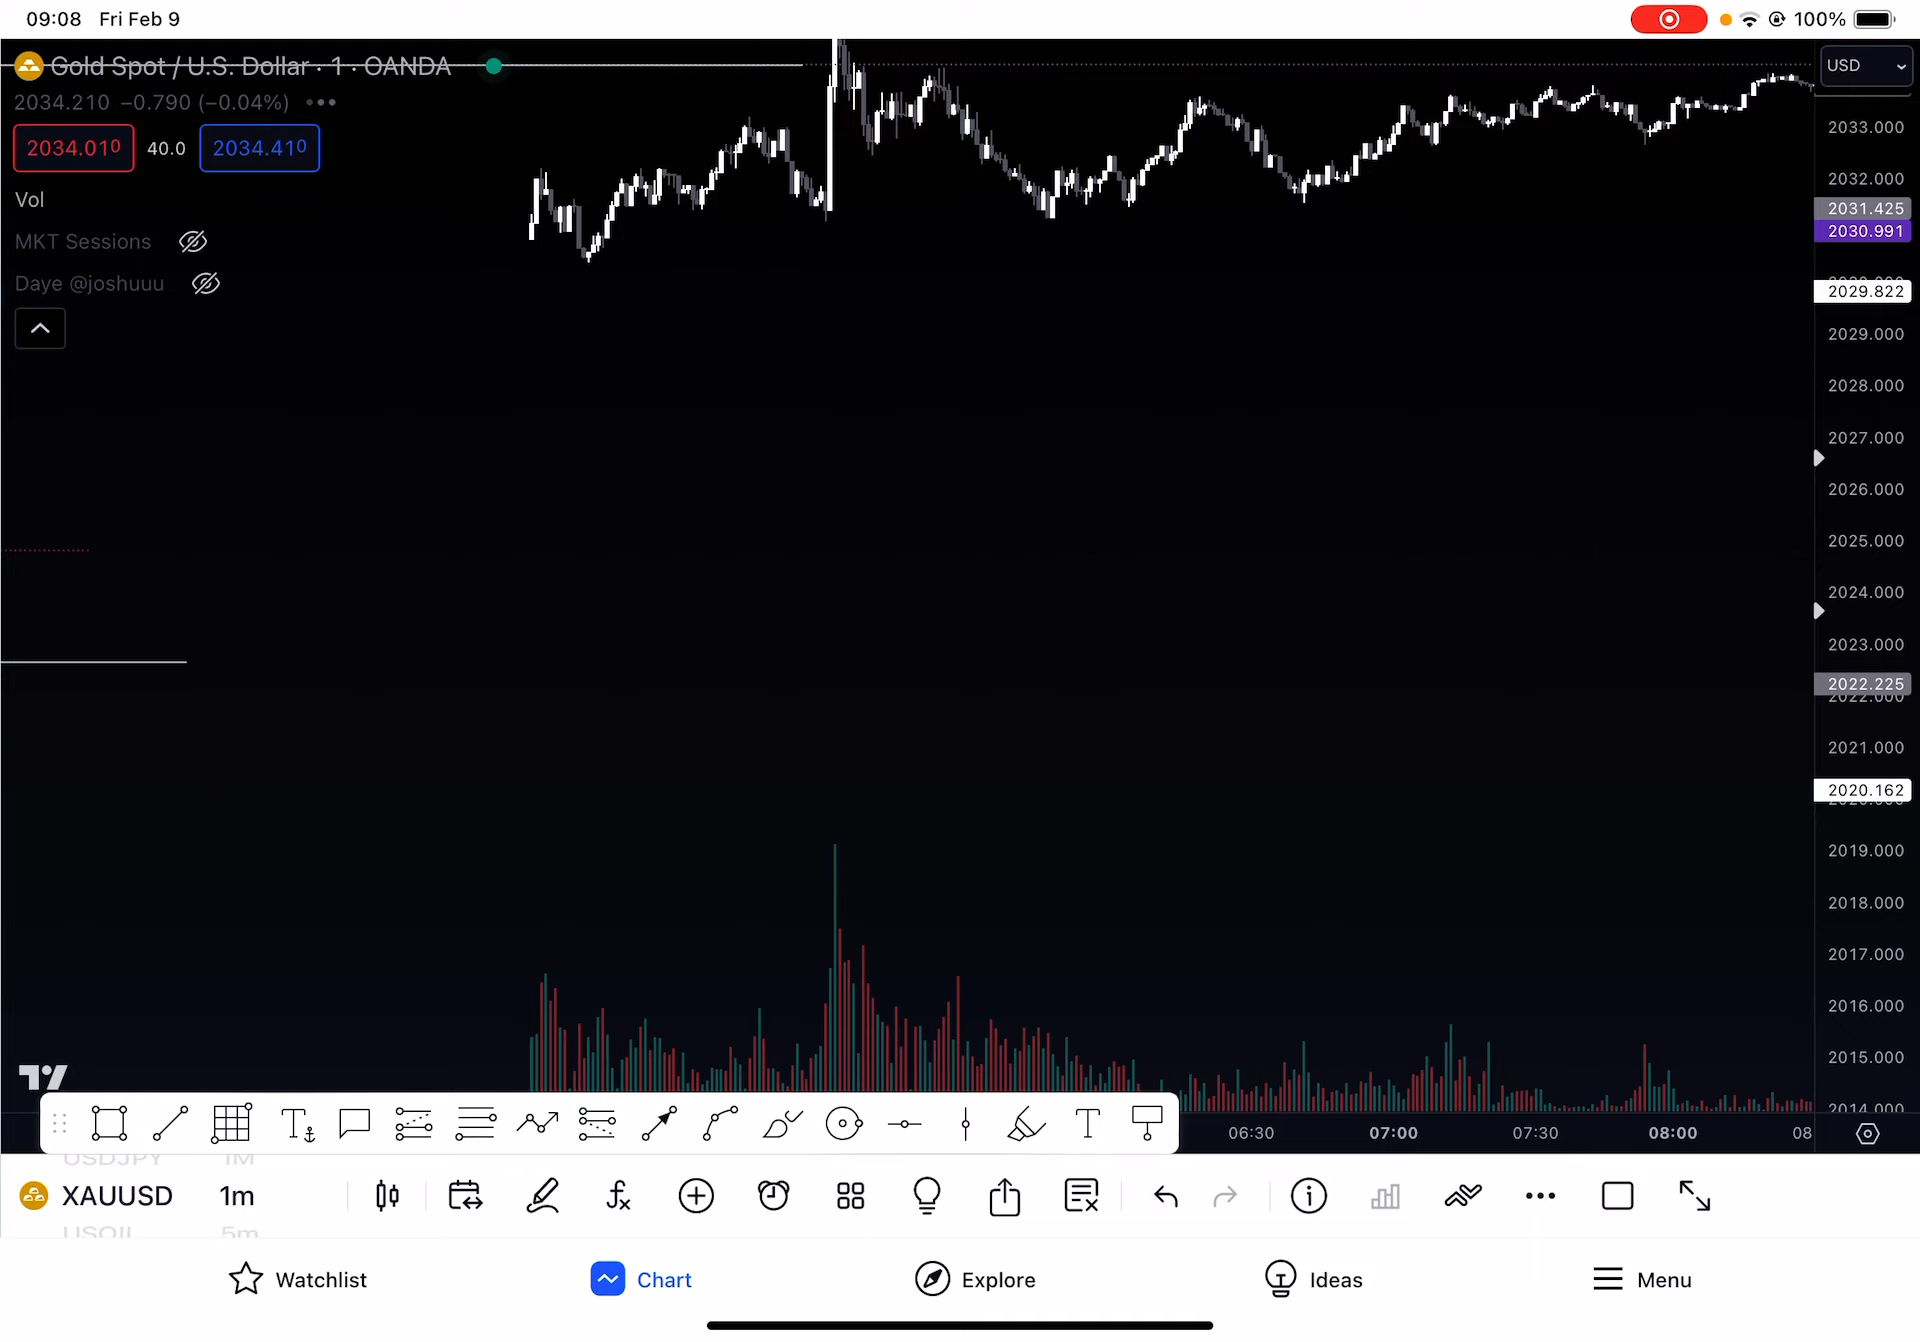 09:08 Fri Feb 9
100%
Gold Spot / U.S. Dollar · 1 · OANDA
USD
2034.210 −0.790 (−0.04%)
2034.010 40.0 2034.410
Vol
MKT Sessions
Daye @joshuuu
2033.000
2032.000
2031.425
2030.991
2029.822
2029.000
2028.000
2027.000
2026.000
2025.000
2024.000
2023.000
2022.225
2022.000
2021.000
2020.162
2019.000
2018.000
2017.000
2016.000
2015.000
2014.000
06:30 07:00 07:30 08:00 08
USDJPY 1M
XAUUSD 1m
USOIL 5m
Watchlist Chart Explore Ideas Menu